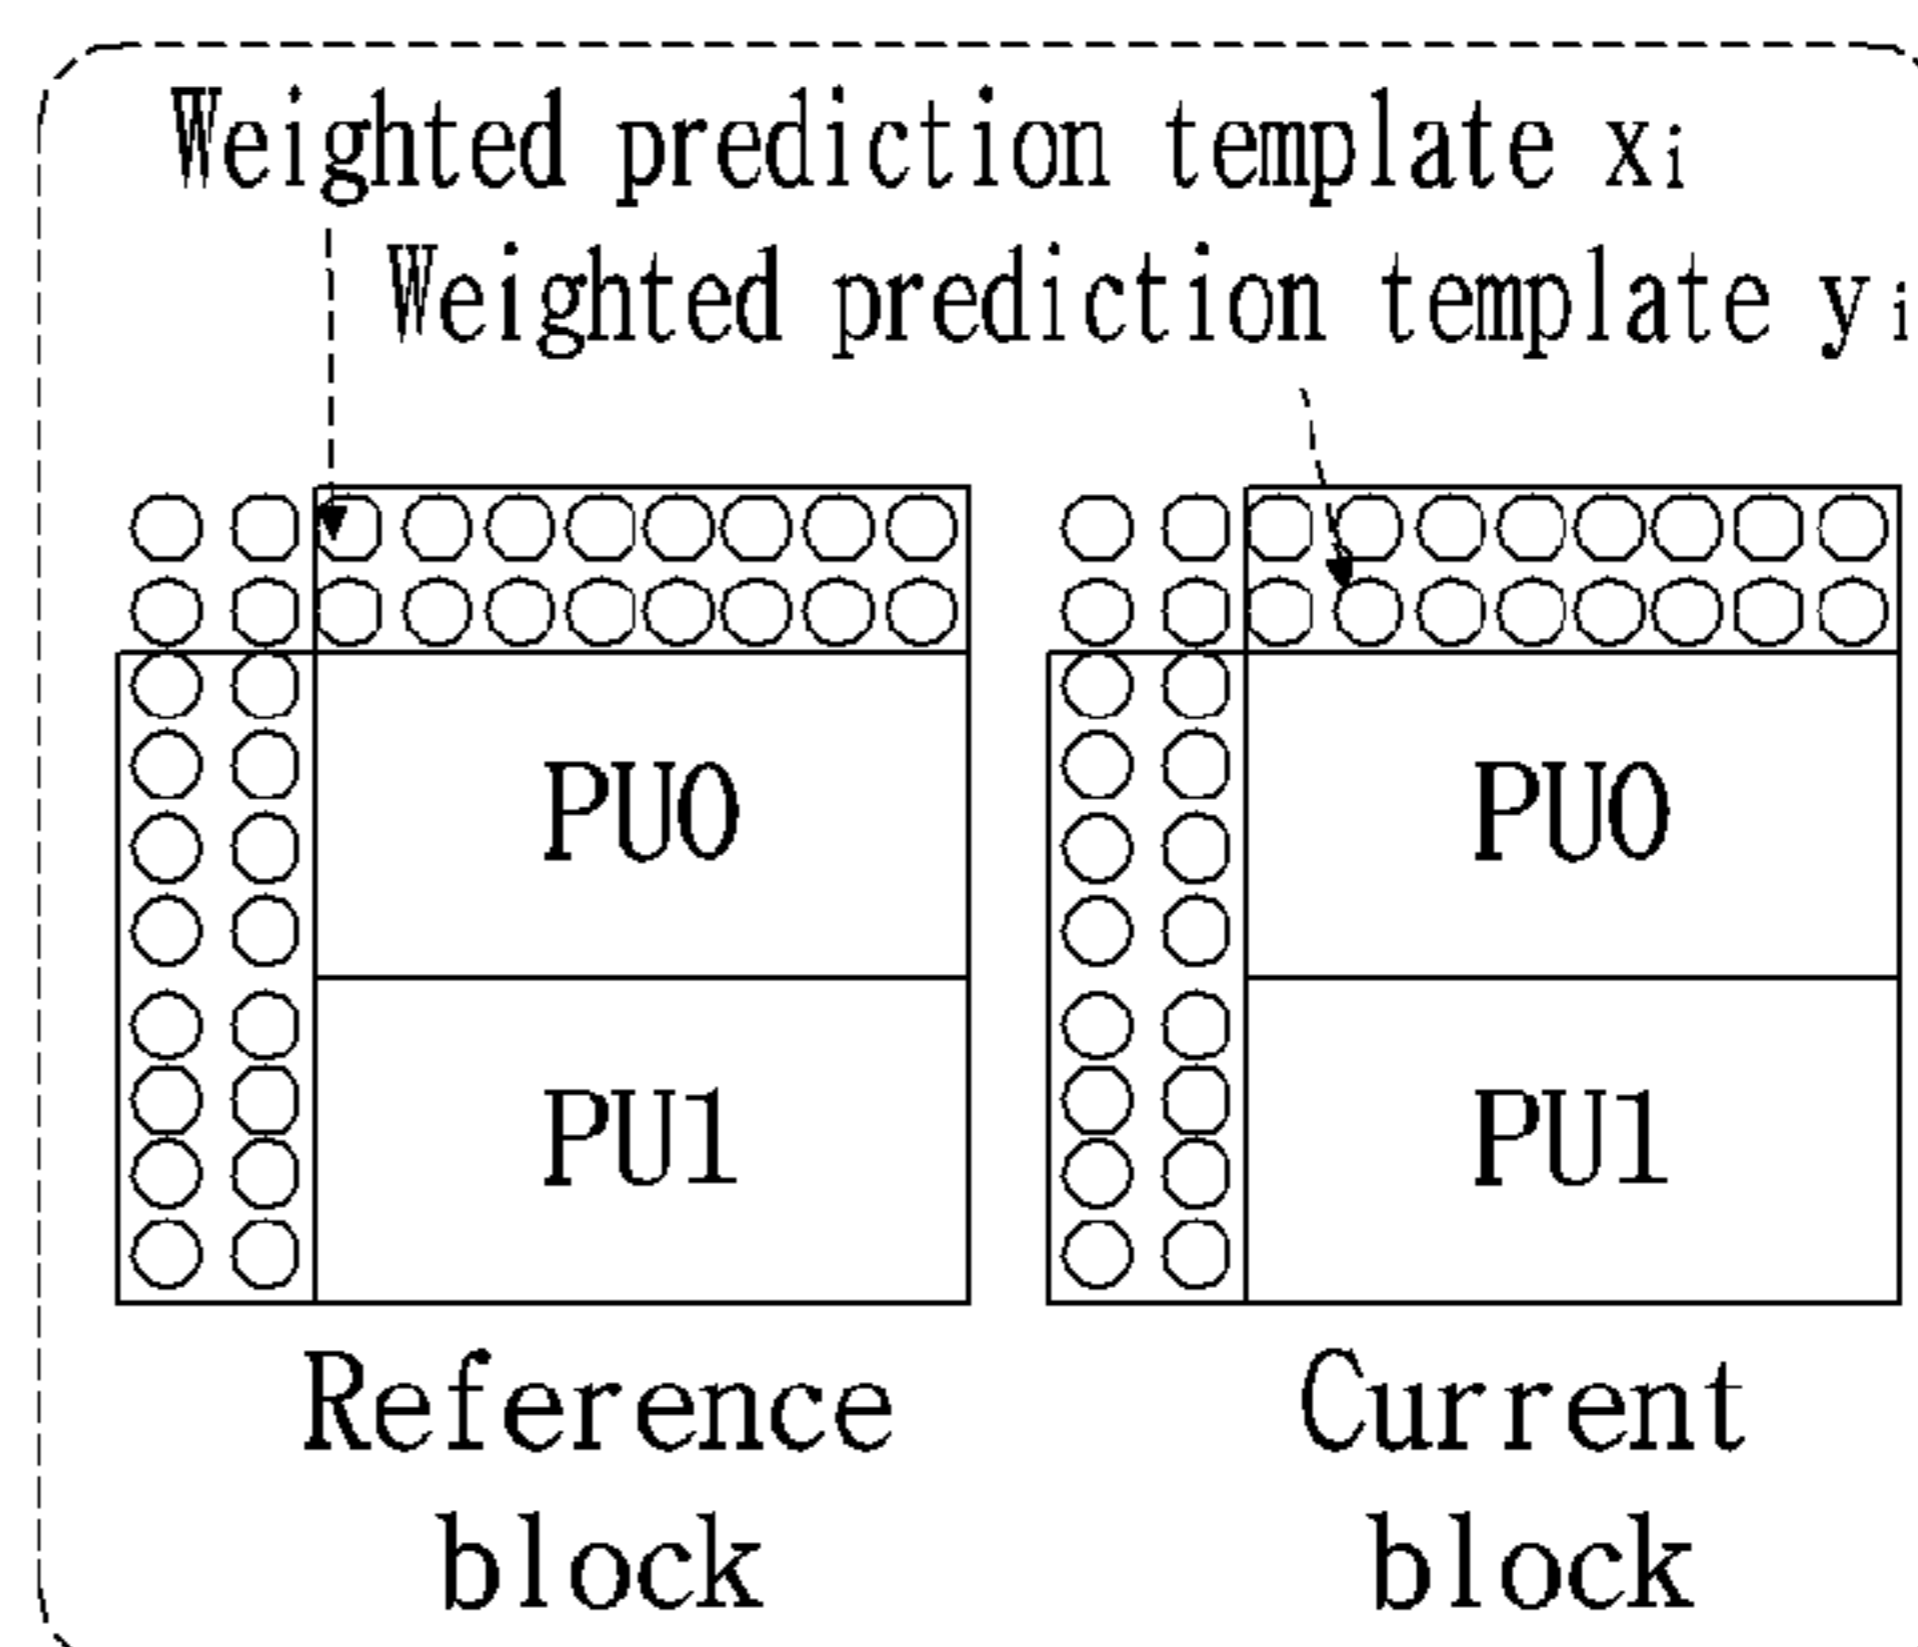 Weighted prediction template xi
Weighted prediction template yi
PU0
PU0
PU1
PU1
Reference block
Current block